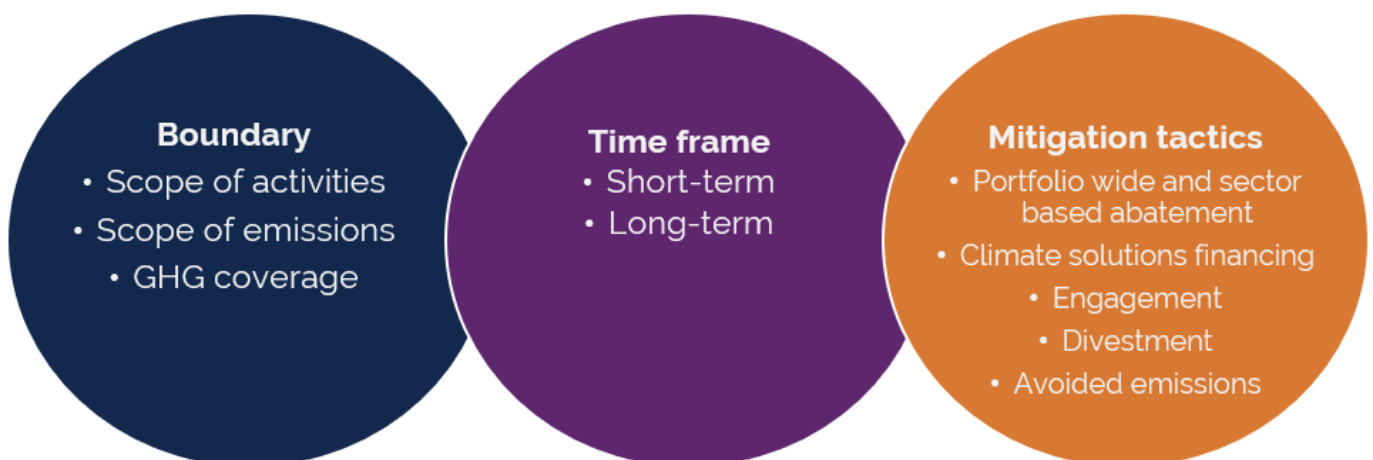 Boundary
• Scope of activities
• Scope of emissions
• GHG coverage
Time frame
• Short-term
• Long-term
Mitigation tactics
• Portfolio wide and sector
based abatement
• Climate solutions financing
• Engagement
• Divestment
• Avoided emissions